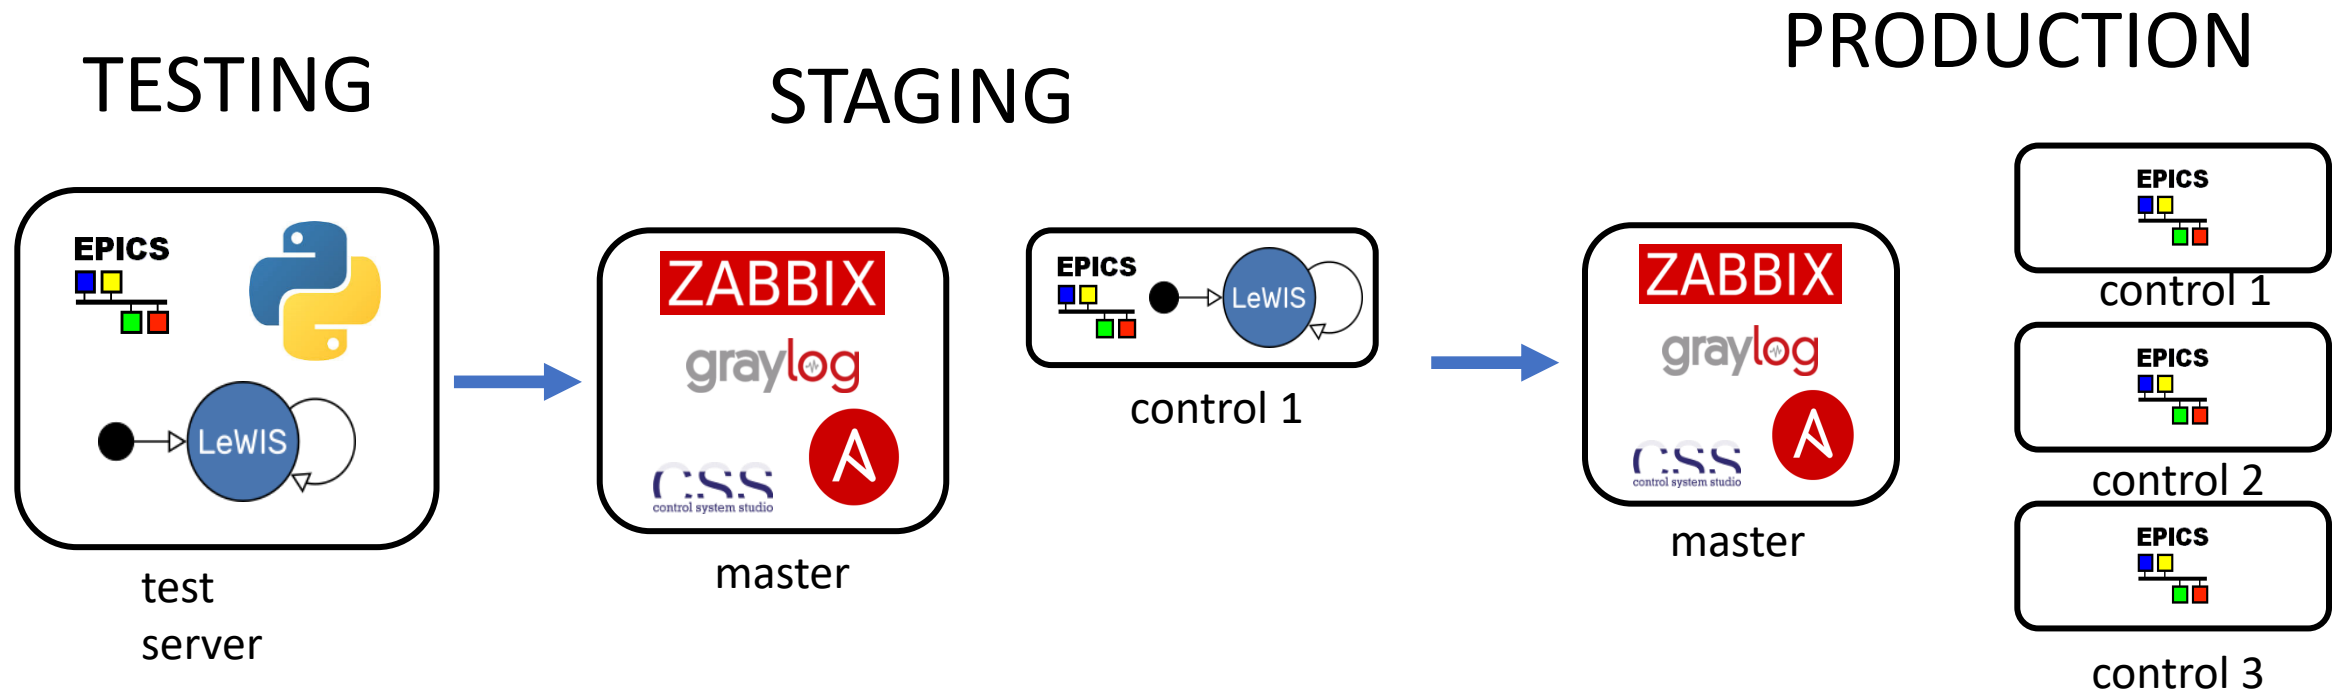 TESTING
STAGING
PRODUCTION
EPICS
LeWIS
test
server
ZABBIX
graylog
CSS
control system studio
master
EPICS
LeWIS
control 1
ZABBIX
graylog
CSS
control system studio
master
EPICS
control 1
EPICS
control 2
EPICS
control 3